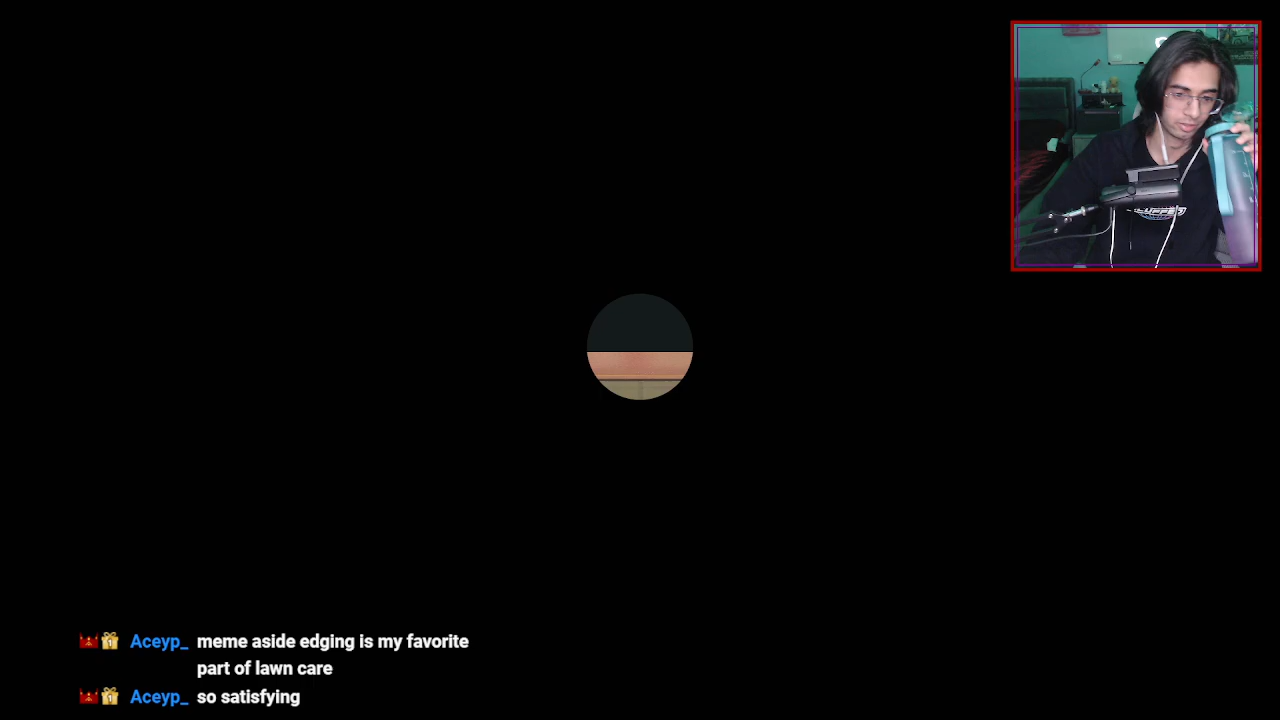 Aceyp_ meme aside edging is my favorite
part of lawn care
Aceyp_ so satisfying